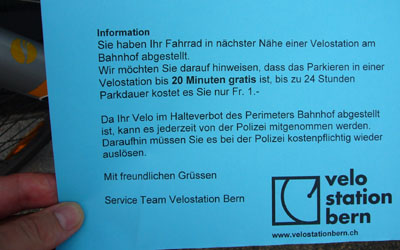 Information
Sie haben Ihr Fahrrad in nächster Nähe einer Velostation am
Bahnhof abgestellt.
Wir möchten Sie darauf hinweisen, dass das Parkieren in einer
Velostation bis 20 Minuten gratis ist, bis zu 24 Stunden
Parkdauer kostet es Sie nur Fr. 1.-
Da Ihr Velo im Halteverbot des Perimeters Bahnhof abgestellt
ist, kann es jederzeit von der Polizei mitgenommen werden.
Daraufhin müssen Sie es bei der Polizei kostenpflichtig wieder
auslösen.
Mit freundlichen Grüssen
Service Team Velostation Bern
velo
station
bern
www.velostationbern.ch